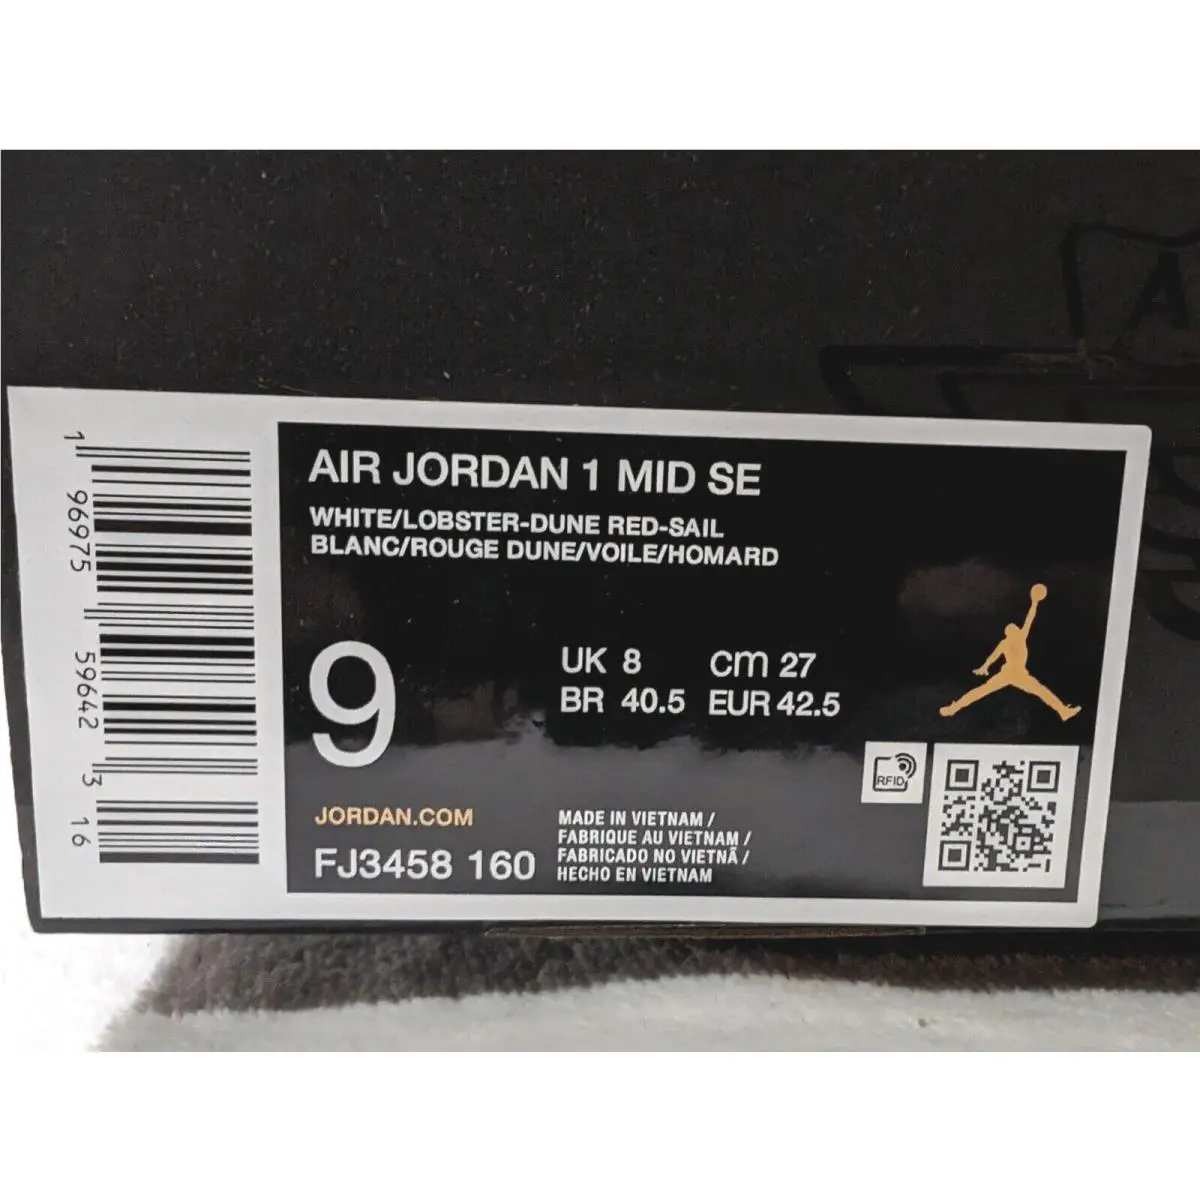 AIR JORDAN 1 MID SE
WHITE/LOBSTER-DUNE RED-SAIL
BLANC/ROUGE DUNE/VOILE/HOMARD
9
UK 8 cm 27
BR 40.5 EUR 42.5
RFID
JORDAN.COM
FJ3458 160
MADE IN VIETNAM /
FABRIQUE AU VIETNAM /
FABRICADO NO VIETNÃ /
HECHO EN VIETNAM
1 96975 59642 3 16